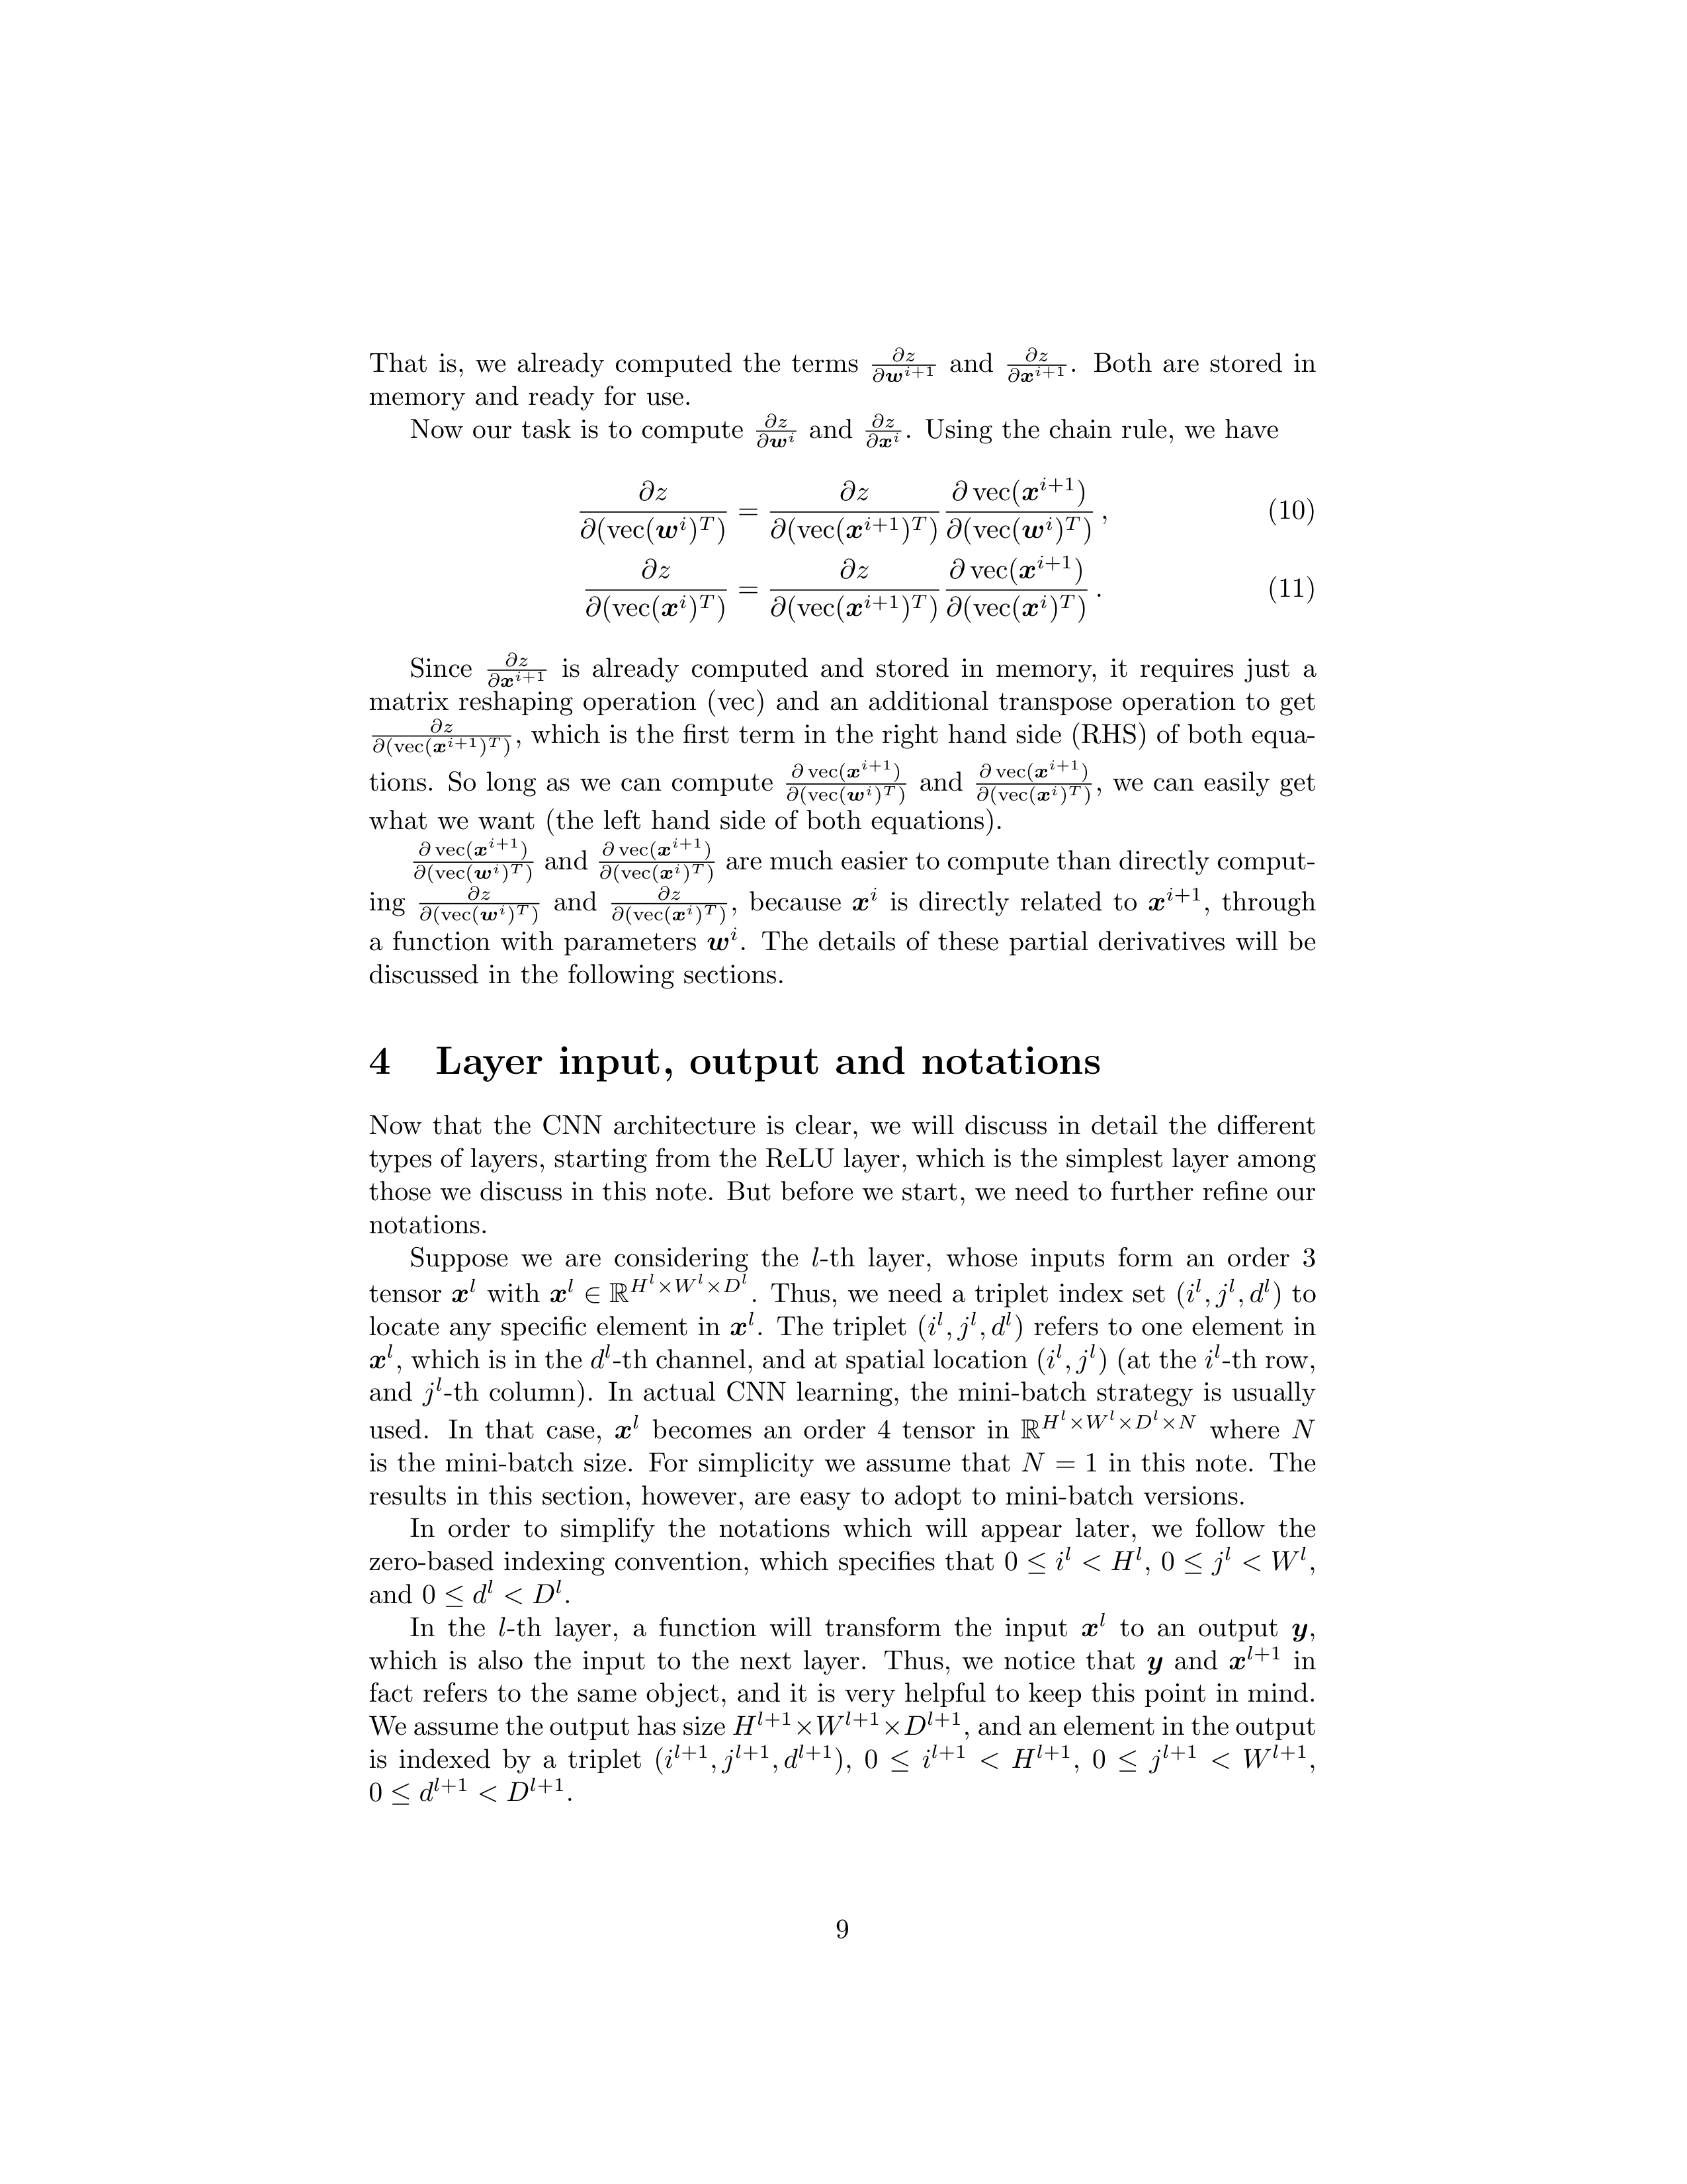 That is, we already computed the terms $\frac{\partial z}{\partial \boldsymbol{w}^{i+1}}$ and $\frac{\partial z}{\partial \boldsymbol{x}^{i+1}}$. Both are stored in
memory and ready for use.
Now our task is to compute $\frac{\partial z}{\partial \boldsymbol{w}^{i}}$ and $\frac{\partial z}{\partial \boldsymbol{x}^{i}}$. Using the chain rule, we have
$\frac{\partial z}{\partial(\operatorname{vec}(\boldsymbol{w}^{i})^T)} = \frac{\partial z}{\partial(\operatorname{vec}(\boldsymbol{x}^{i+1})^T)} \frac{\partial \operatorname{vec}(\boldsymbol{x}^{i+1})}{\partial(\operatorname{vec}(\boldsymbol{w}^{i})^T)}$ , (10)
$\frac{\partial z}{\partial(\operatorname{vec}(\boldsymbol{x}^{i})^T)} = \frac{\partial z}{\partial(\operatorname{vec}(\boldsymbol{x}^{i+1})^T)} \frac{\partial \operatorname{vec}(\boldsymbol{x}^{i+1})}{\partial(\operatorname{vec}(\boldsymbol{x}^{i})^T)}$ . (11)
Since $\frac{\partial z}{\partial \boldsymbol{x}^{i+1}}$ is already computed and stored in memory, it requires just a
matrix reshaping operation (vec) and an additional transpose operation to get
$\frac{\partial z}{\partial(\operatorname{vec}(\boldsymbol{x}^{i+1})^T)}$, which is the first term in the right hand side (RHS) of both equa-
tions. So long as we can compute $\frac{\partial \operatorname{vec}(\boldsymbol{x}^{i+1})}{\partial(\operatorname{vec}(\boldsymbol{w}^{i})^T)}$ and $\frac{\partial \operatorname{vec}(\boldsymbol{x}^{i+1})}{\partial(\operatorname{vec}(\boldsymbol{x}^{i})^T)}$, we can easily get
what we want (the left hand side of both equations).
$\frac{\partial \operatorname{vec}(\boldsymbol{x}^{i+1})}{\partial(\operatorname{vec}(\boldsymbol{w}^{i})^T)}$ and $\frac{\partial \operatorname{vec}(\boldsymbol{x}^{i+1})}{\partial(\operatorname{vec}(\boldsymbol{x}^{i})^T)}$ are much easier to compute than directly comput-
ing $\frac{\partial z}{\partial(\operatorname{vec}(\boldsymbol{w}^{i})^T)}$ and $\frac{\partial z}{\partial(\operatorname{vec}(\boldsymbol{x}^{i})^T)}$, because $\boldsymbol{x}^i$ is directly related to $\boldsymbol{x}^{i+1}$, through
a function with parameters $\boldsymbol{w}^i$. The details of these partial derivatives will be
discussed in the following sections.
4 Layer input, output and notations
Now that the CNN architecture is clear, we will discuss in detail the different
types of layers, starting from the ReLU layer, which is the simplest layer among
those we discuss in this note. But before we start, we need to further refine our
notations.
Suppose we are considering the $l$-th layer, whose inputs form an order 3
tensor $\boldsymbol{x}^l$ with $\boldsymbol{x}^l \in \mathbb{R}^{H^l \times W^l \times D^l}$. Thus, we need a triplet index set $(i^l, j^l, d^l)$ to
locate any specific element in $\boldsymbol{x}^l$. The triplet $(i^l, j^l, d^l)$ refers to one element in
$\boldsymbol{x}^l$, which is in the $d^l$-th channel, and at spatial location $(i^l, j^l)$ (at the $i^l$-th row,
and $j^l$-th column). In actual CNN learning, the mini-batch strategy is usually
used. In that case, $\boldsymbol{x}^l$ becomes an order 4 tensor in $\mathbb{R}^{H^l \times W^l \times D^l \times N}$ where $N$
is the mini-batch size. For simplicity we assume that $N = 1$ in this note. The
results in this section, however, are easy to adopt to mini-batch versions.
In order to simplify the notations which will appear later, we follow the
zero-based indexing convention, which specifies that $0 \le i^l < H^l$, $0 \le j^l < W^l$,
and $0 \le d^l < D^l$.
In the $l$-th layer, a function will transform the input $\boldsymbol{x}^l$ to an output $\boldsymbol{y}$,
which is also the input to the next layer. Thus, we notice that $\boldsymbol{y}$ and $\boldsymbol{x}^{l+1}$ in
fact refers to the same object, and it is very helpful to keep this point in mind.
We assume the output has size $H^{l+1} \times W^{l+1} \times D^{l+1}$, and an element in the output
is indexed by a triplet $(i^{l+1}, j^{l+1}, d^{l+1})$, $0 \le i^{l+1} < H^{l+1}$, $0 \le j^{l+1} < W^{l+1}$,
$0 \le d^{l+1} < D^{l+1}$.
9